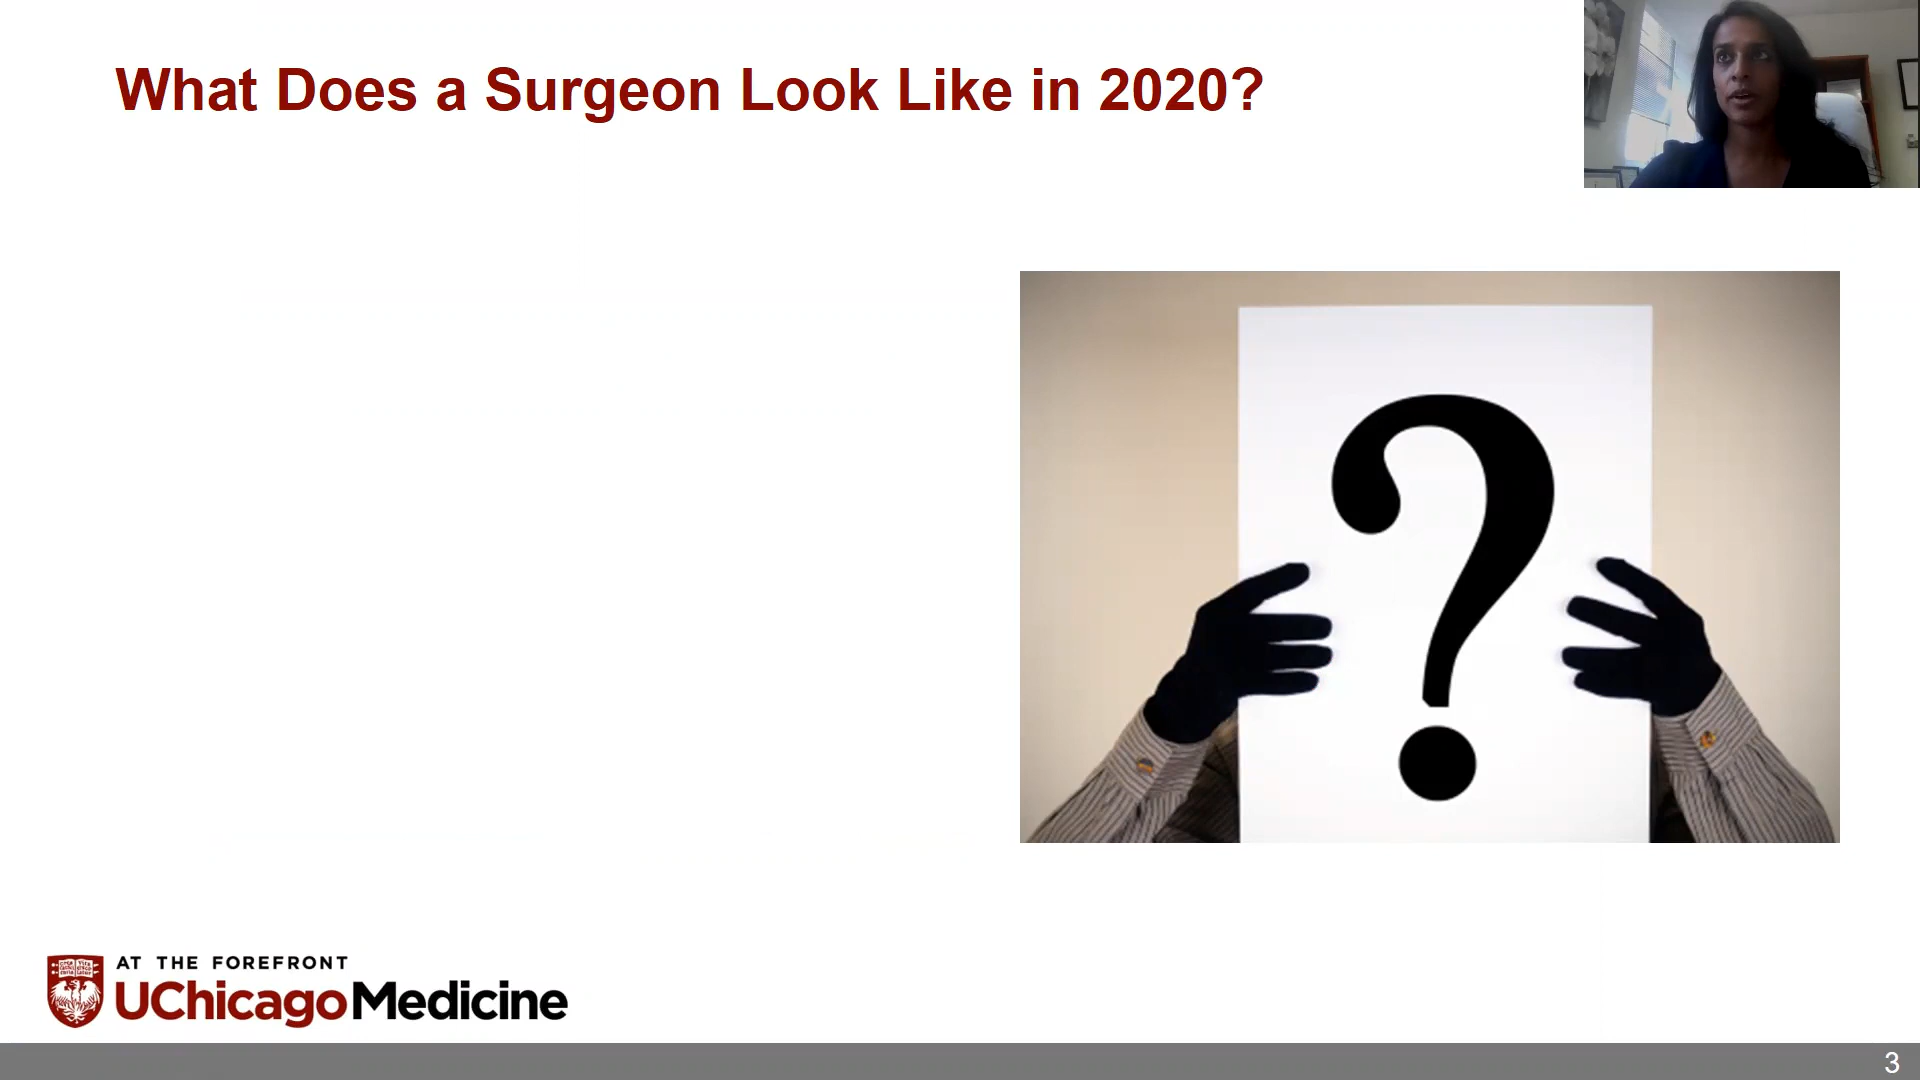 What Does a Surgeon Look Like in 2020?
?
AT THE FOREFRONT
UChicagoMedicine
3